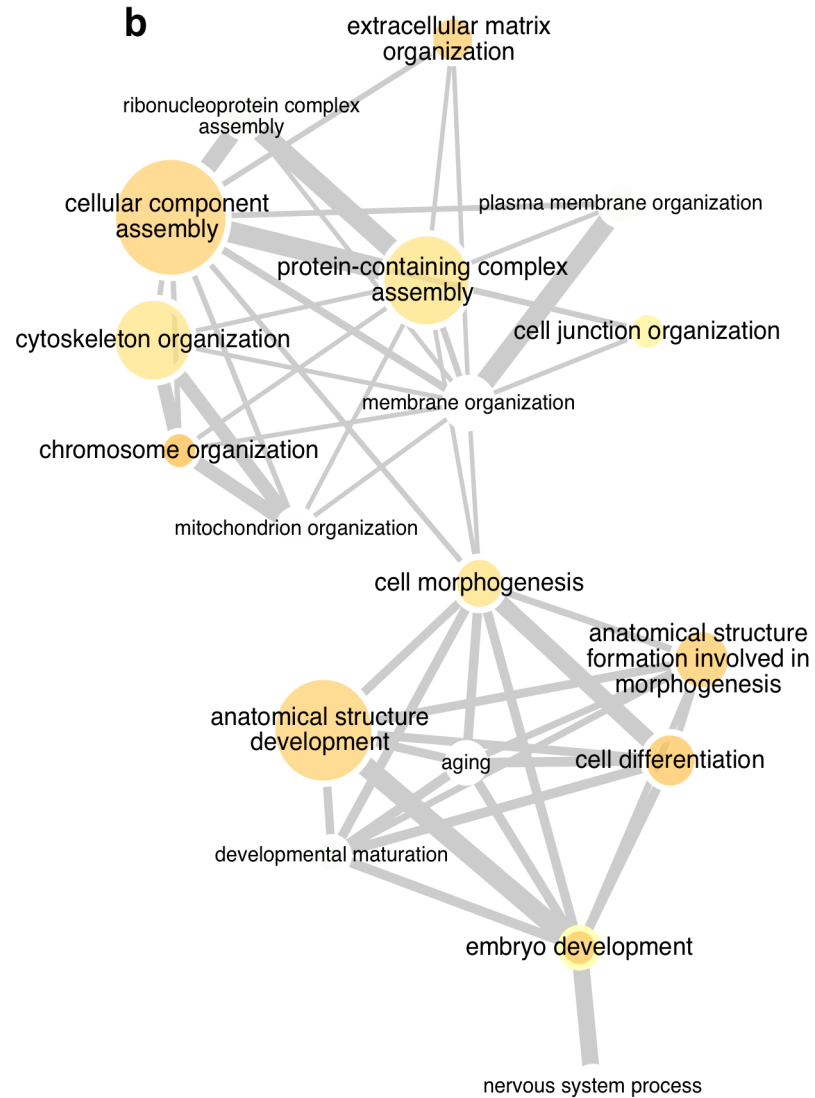 b
extracellular matrix
organization
ribonucleoprotein complex
assembly
cellular component
assembly
plasma membrane organization
protein-containing complex
assembly
cytoskeleton organization
cell junction organization
membrane organization
chromosome organization
mitochondrion organization
cell morphogenesis
anatomical structure
formation involved in
morphogenesis
anatomical structure
development
aging
cell differentiation
developmental maturation
embryo development
nervous system process